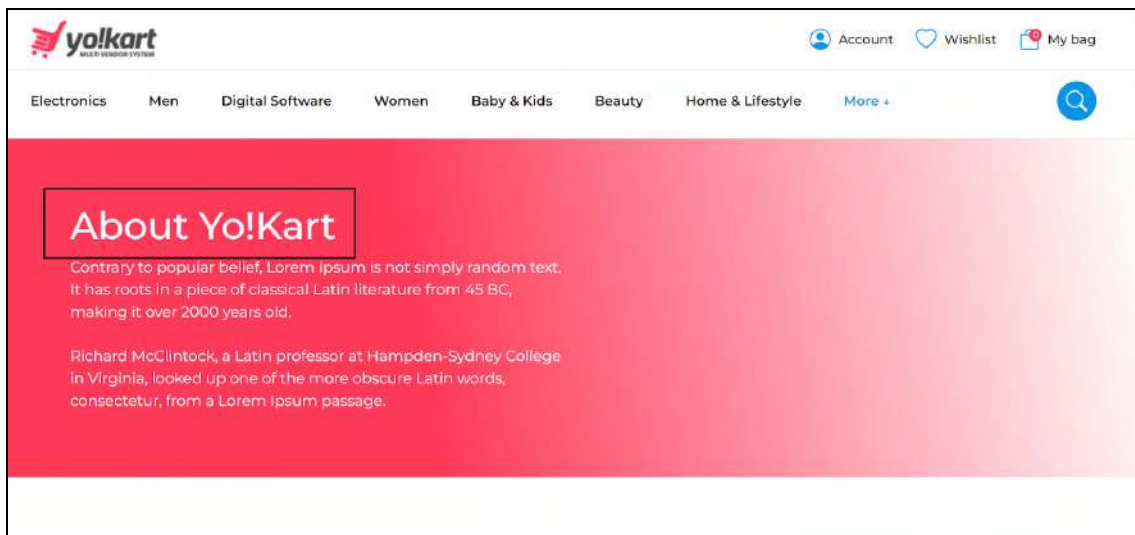 yo!kart
MULTI VENDOR SYSTEM
Account
Wishlist
0
My bag
Electronics
Men
Digital Software
Women
Baby & Kids
Beauty
Home & Lifestyle
More +
About Yo!Kart
Contrary to popular belief, Lorem Ipsum is not simply random text.
It has roots in a piece of classical Latin literature from 45 BC,
making it over 2000 years old.
Richard McClintock, a Latin professor at Hampden-Sydney College
in Virginia, looked up one of the more obscure Latin words,
consectetur, from a Lorem Ipsum passage.